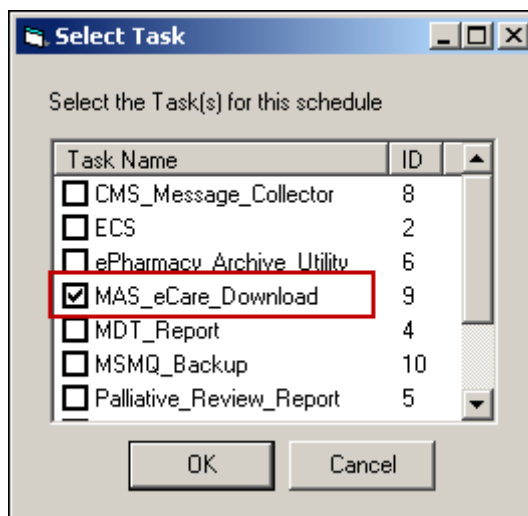 Select Task
Select the Task(s) for this schedule
Task Name ID
CMS_Message_Collector 8
ECS 2
ePharmacy_Archive_Utility 6
MAS_eCare_Download 9
MDT_Report 4
MSMQ_Backup 10
Palliative_Review_Report 5
OK Cancel